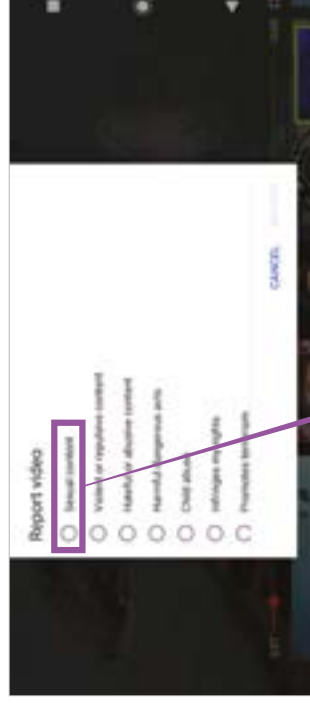 Report video
Sexual content
Violent or repulsive content
Hateful or abusive content
Harmful dangerous acts
Child abuse
Infringes my rights
Promotes terrorism
CANCEL